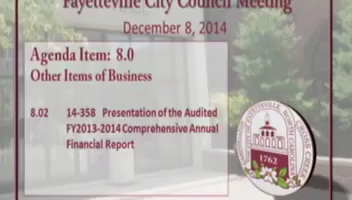 Fayetteville City Council Meeting
December 8, 2014
Agenda Item: 8.0
Other Items of Business
8.02 14-358 Presentation of the Audited
FY2013-2014 Comprehensive Annual
Financial Report
1762